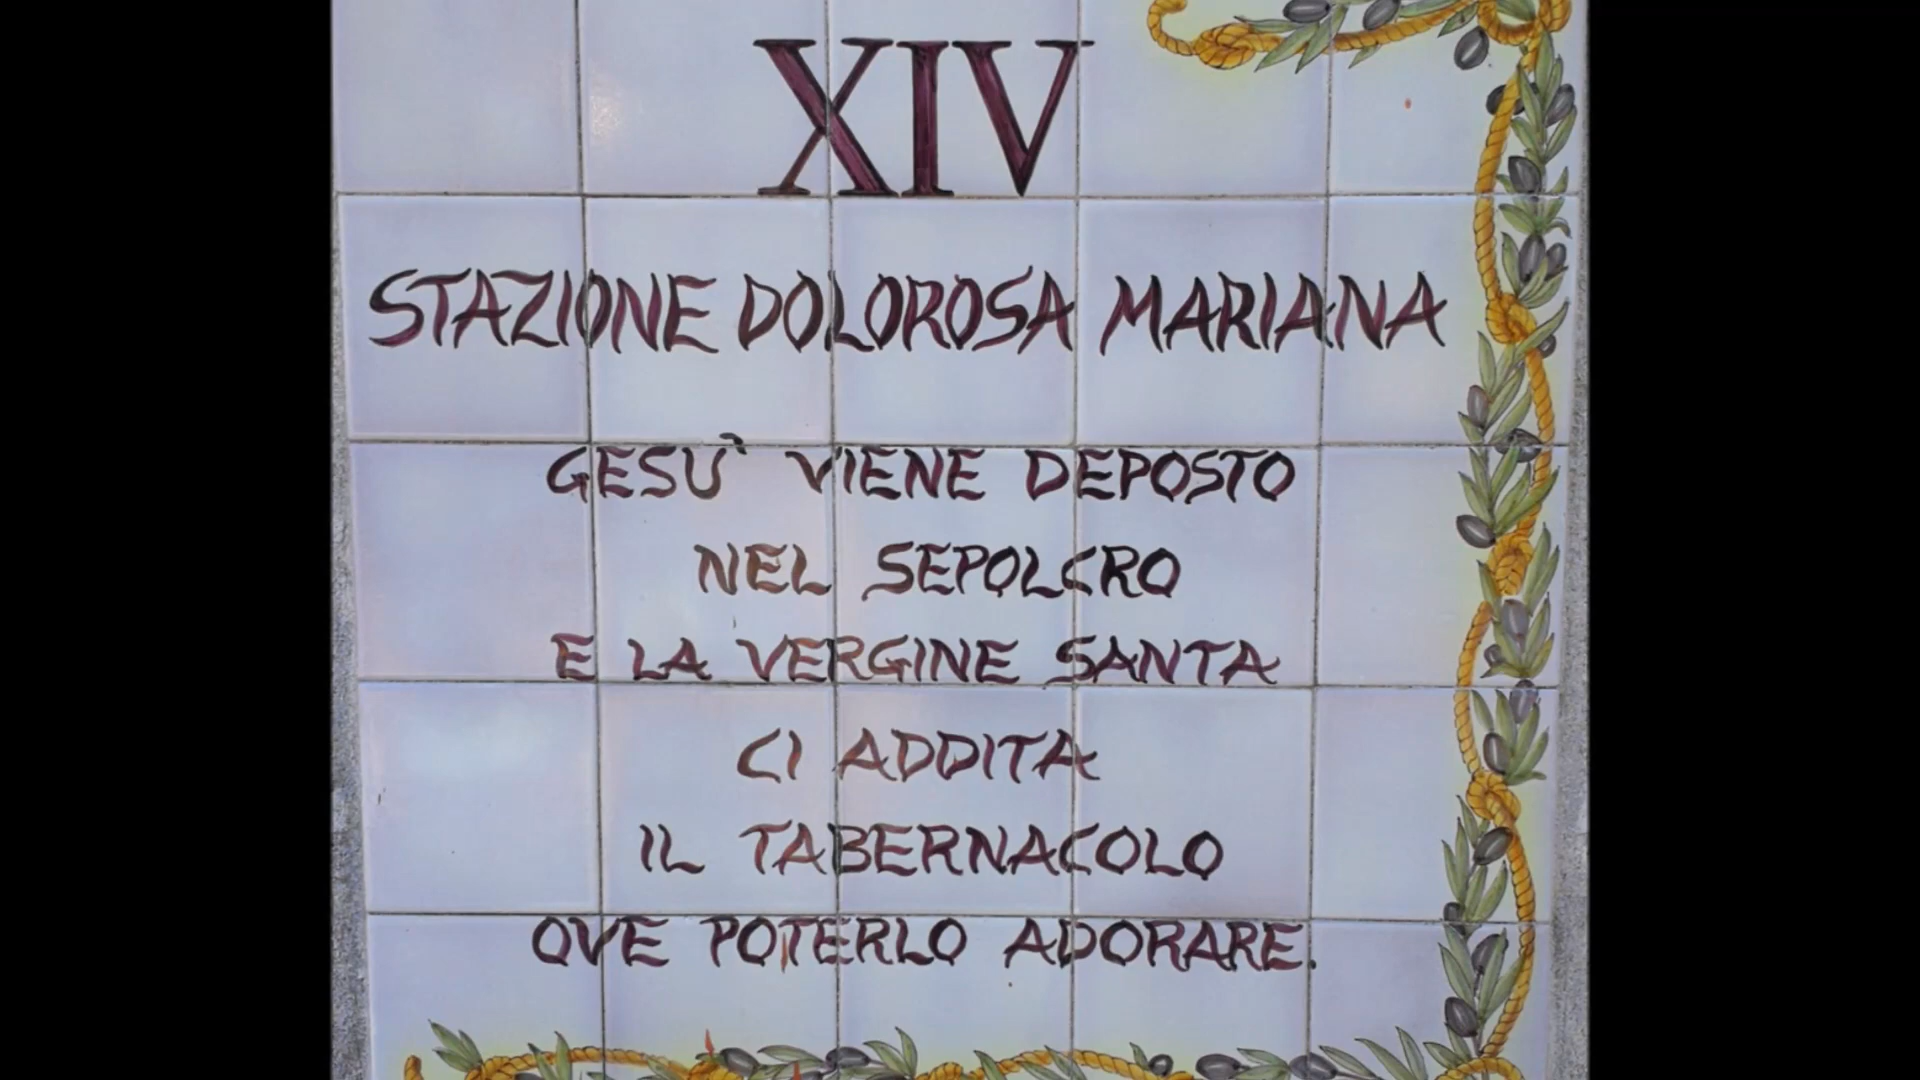 XIV
STAZIONE DOLOROSA MARIANA
GESU` VIENE DEPOSTO
NEL SEPOLCRO
E LA VERGINE SANTA
CI ADDITA
IL TABERNACOLO
OVE POTERLO ADORARE.